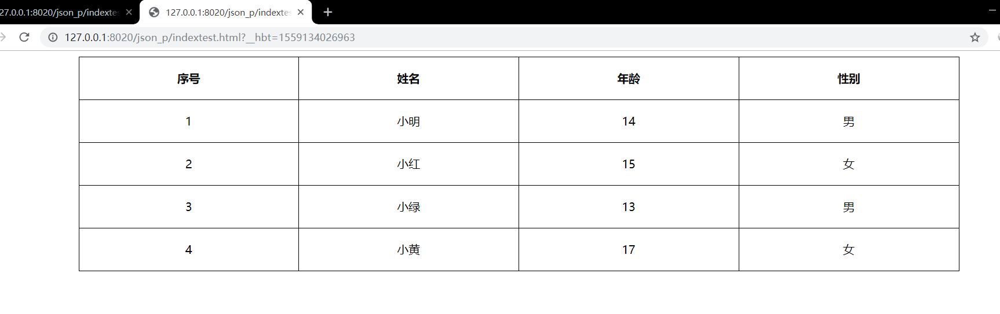 27.0.0.1:8020/json_p/indextes 127.0.0.1:8020/json_p/indextes
127.0.0.1:8020/json_p/indextest.html?__hbt=1559134026963
序号 姓名 年龄 性别
1 小明 14 男
2 小红 15 女
3 小绿 13 男
4 小黄 17 女